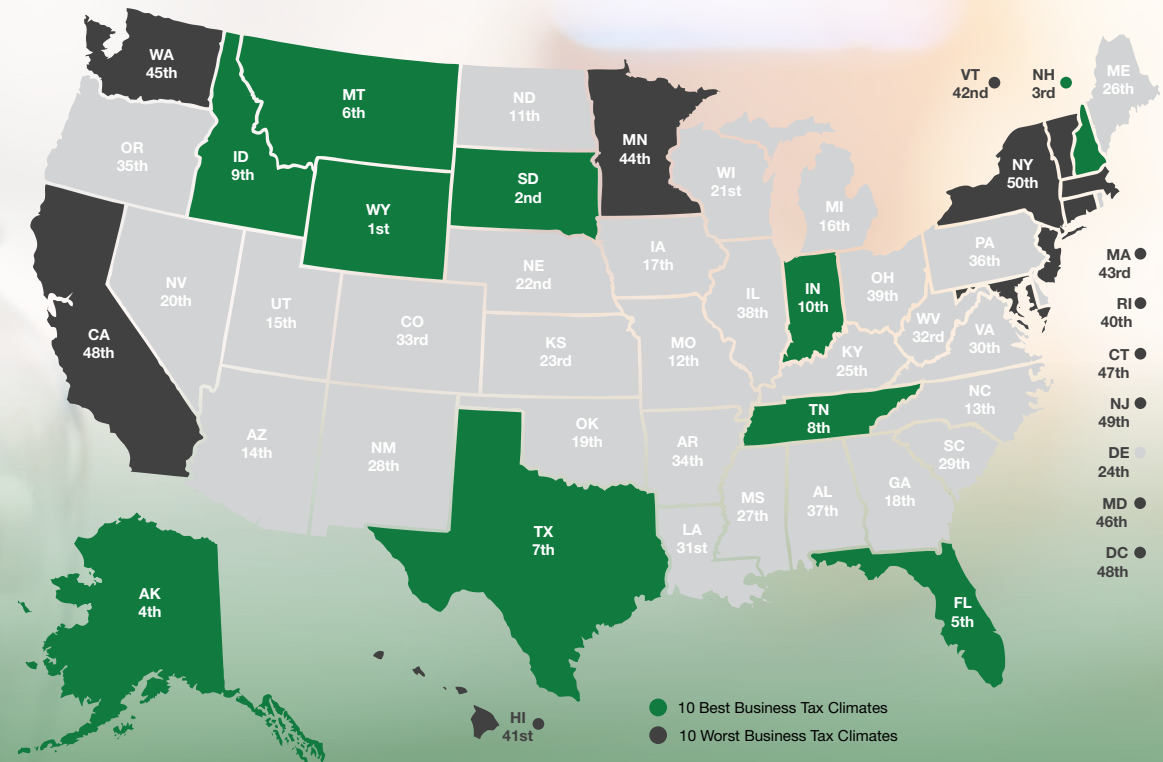 WA
45th
MT
6th
ND
11th
MN
44th
VT
42nd
NH
3rd
ME
26th
OR
35th
ID
9th
SD
2nd
WI
21st
NY
50th
WY
1st
MI
16th
IA
17th
PA
36th
MA
43rd
NV
20th
UT
15th
NE
22nd
IL
38th
IN
10th
OH
39th
RI
40th
CA
48th
CO
33rd
KS
23rd
MO
12th
KY
25th
WV
32rd
VA
30th
CT
47th
AZ
14th
NM
28th
OK
19th
AR
34th
TN
8th
NC
13th
NJ
49th
SC
29th
DE
24th
TX
7th
LA
31st
MS
27th
AL
37th
GA
18th
MD
46th
DC
48th
AK
4th
FL
5th
HI
41st
10 Best Business Tax Climates
10 Worst Business Tax Climates